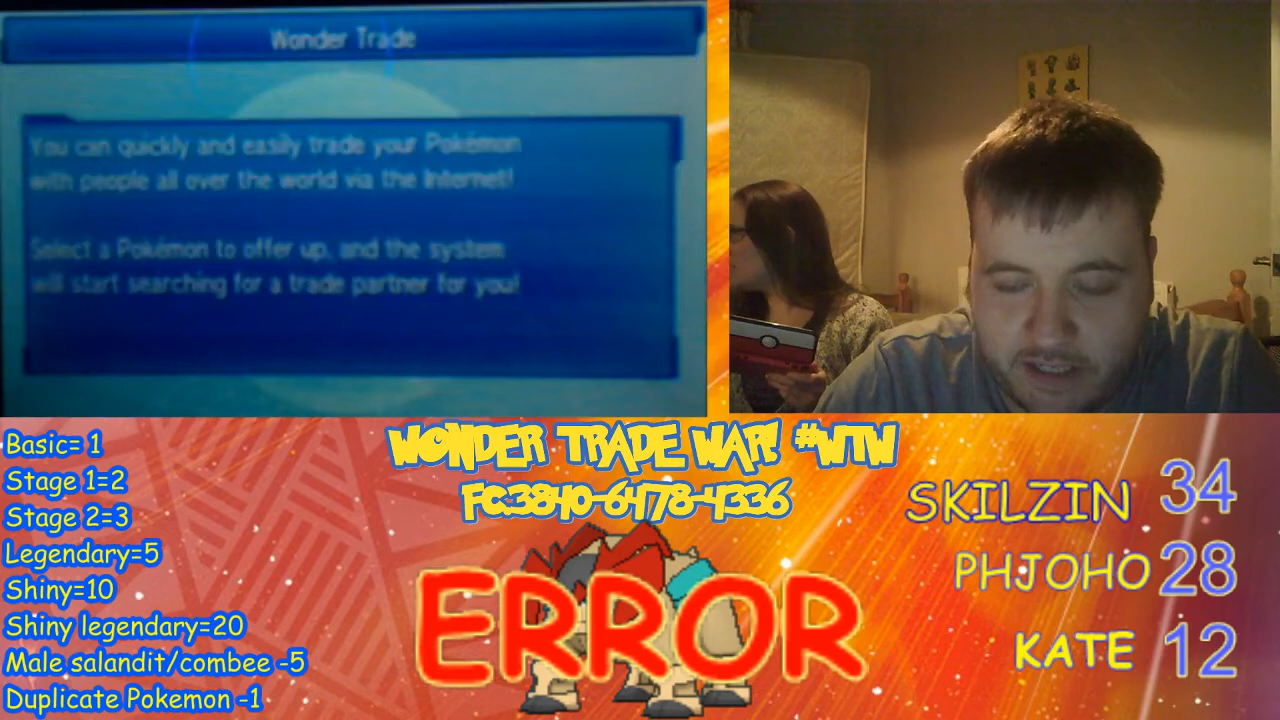 Wonder Trade
You can quickly and easily trade your Pokémon
with people all over the world via the Internet!
Select a Pokémon to offer up, and the system
will start searching for a trade partner for you!
Basic= 1
Stage 1=2
Stage 2=3
Legendary=5
Shiny=10
Shiny legendary=20
Male salandit/combee -5
Duplicate Pokemon -1
WONDER TRADE WAR! #WTW
FC:3840-6478-4336
ERROR
SKILZIN 34
PHJOHO 28
KATE 12